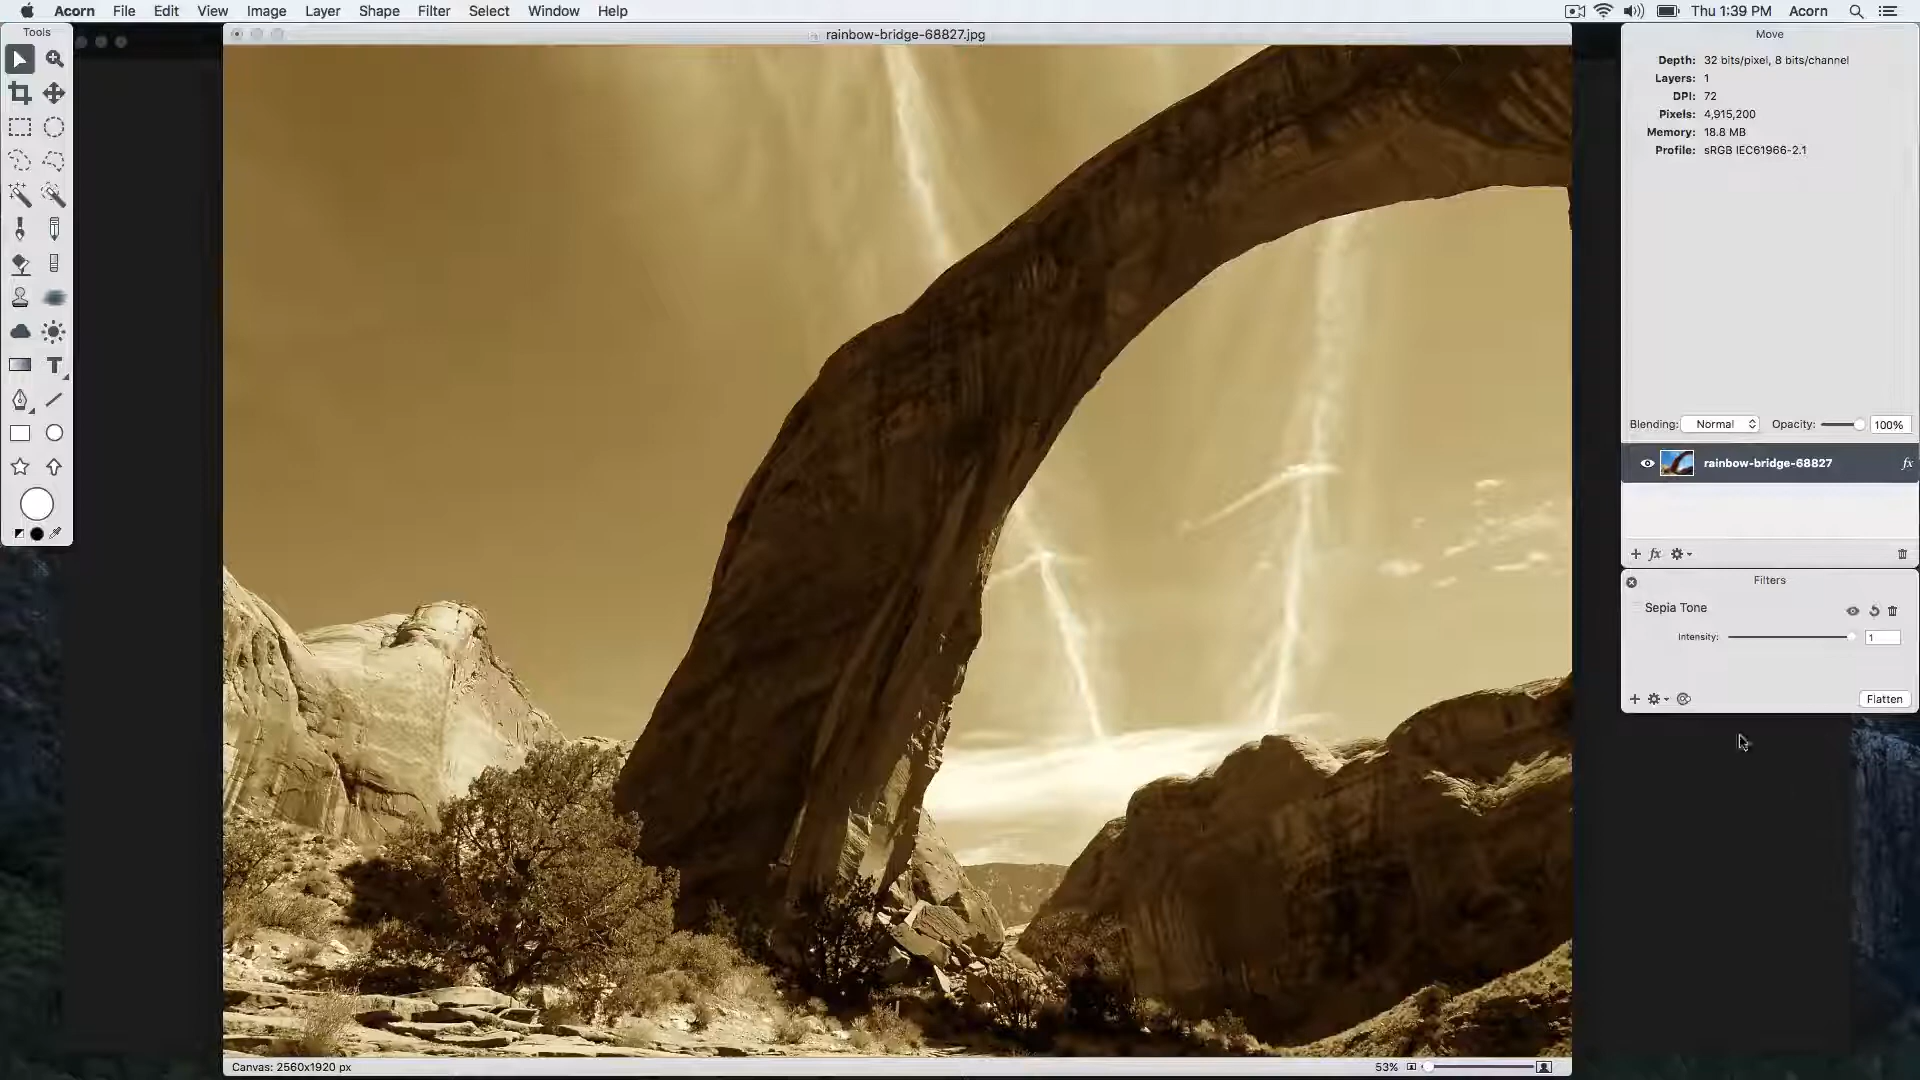 Acorn File Edit View Image Layer Shape Filter Select Window Help Thu 1:39 PM Acorn
Tools
rainbow-bridge-68827.jpg
Move
Depth: 32 bits/pixel, 8 bits/channel
Layers: 1
DPI: 72
Pixels: 4,915,200
Memory: 18.8 MB
Profile: sRGB IEC61966-2.1
T
Blending: Normal Opacity: 100%
rainbow-bridge-68827 fx
fx
Filters
Sepia Tone
Intensity: 1
Flatten
Canvas: 2560x1920 px 53%